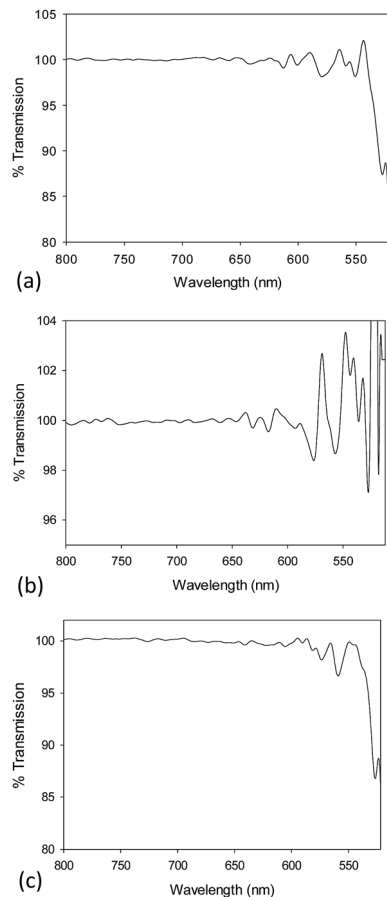 105
100
95
90
85
80
% Transmission
800 750 700 650 600 550
Wavelength (nm)
(a)
104
102
100
98
96
% Transmission
800 750 700 650 600 550
Wavelength (nm)
(b)
100
95
90
85
80
% Transmission
800 750 700 650 600 550
Wavelength (nm)
(c)